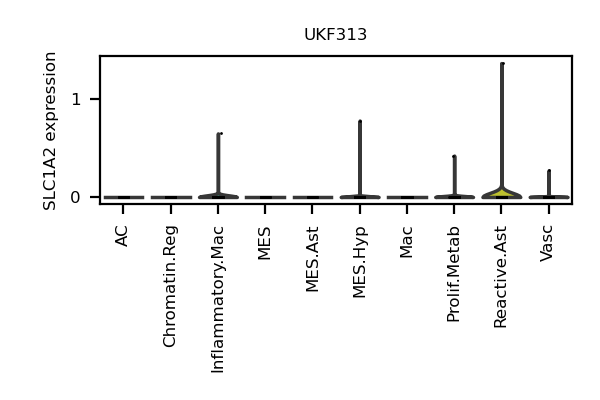 UKF313
SLC1A2 expression
1
0
AC
Chromatin.Reg
Inflammatory.Mac
MES
MES.Ast
MES.Hyp
Mac
Prolif.Metab
Reactive.Ast
Vasc